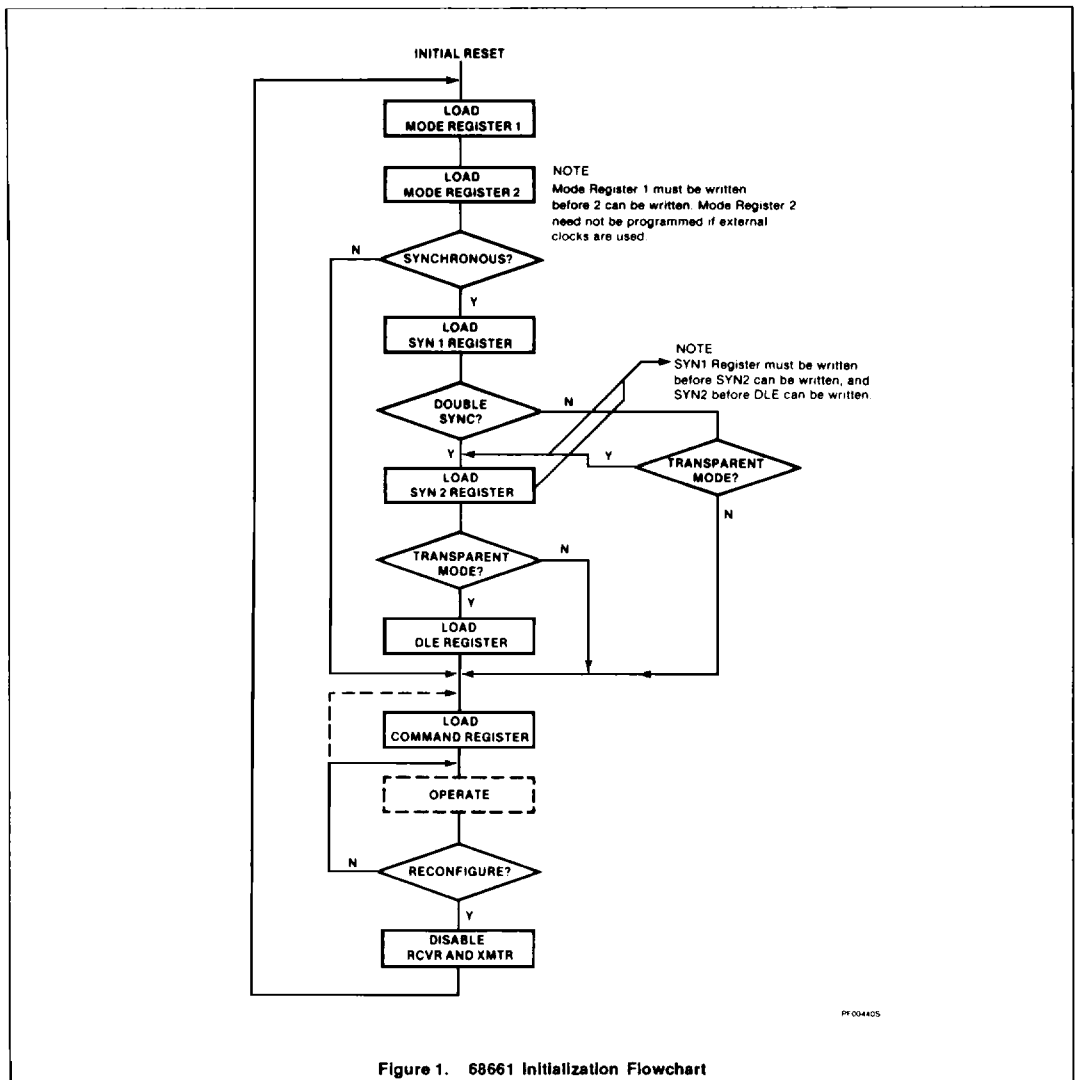 INITIAL RESET
LOAD
MODE REGISTER 1
LOAD
MODE REGISTER 2
NOTE
Mode Register 1 must be written
before 2 can be written. Mode Register 2
need not be programmed if external
clocks are used.
N
SYNCHRONOUS?
Y
LOAD
SYN 1 REGISTER
NOTE
SYN1 Register must be written
before SYN2 can be written, and
SYN2 before DLE can be written.
DOUBLE
SYNC?
N
Y
Y
TRANSPARENT
MODE?
LOAD
SYN 2 REGISTER
N
TRANSPARENT
MODE?
N
Y
LOAD
DLE REGISTER
LOAD
COMMAND REGISTER
OPERATE
N
RECONFIGURE?
Y
DISABLE
RCVR AND XMTR
PF00440S
Figure 1. 68661 Initialization Flowchart